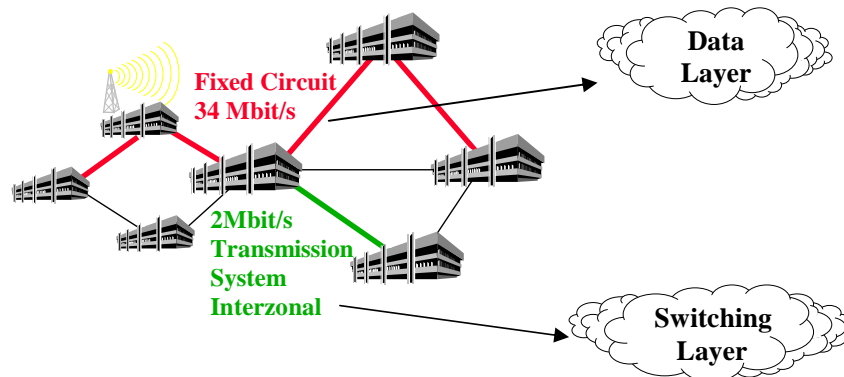 Data
Layer
Fixed Circuit
34 Mbit/s
2Mbit/s
Transmission
System
Interzonal
Switching
Layer